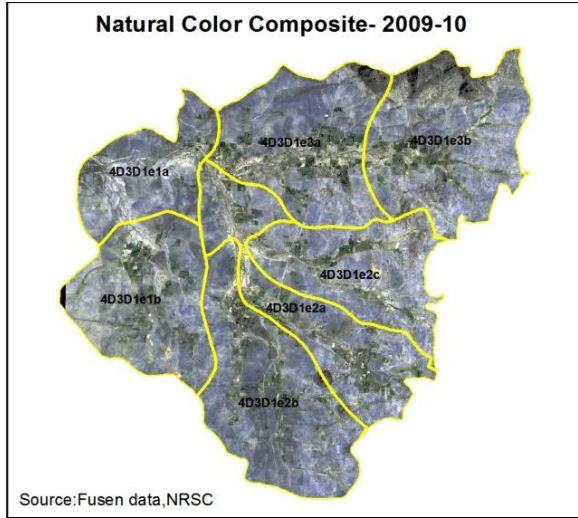 Natural Color Composite- 2009-10
4D3D1e3a
4D3D1e3b
4D3D1e1a
4D3D1e2c
4D3D1e1b
4D3D1e2a
4D3D1e2b
Source:Fusen data,NRSC